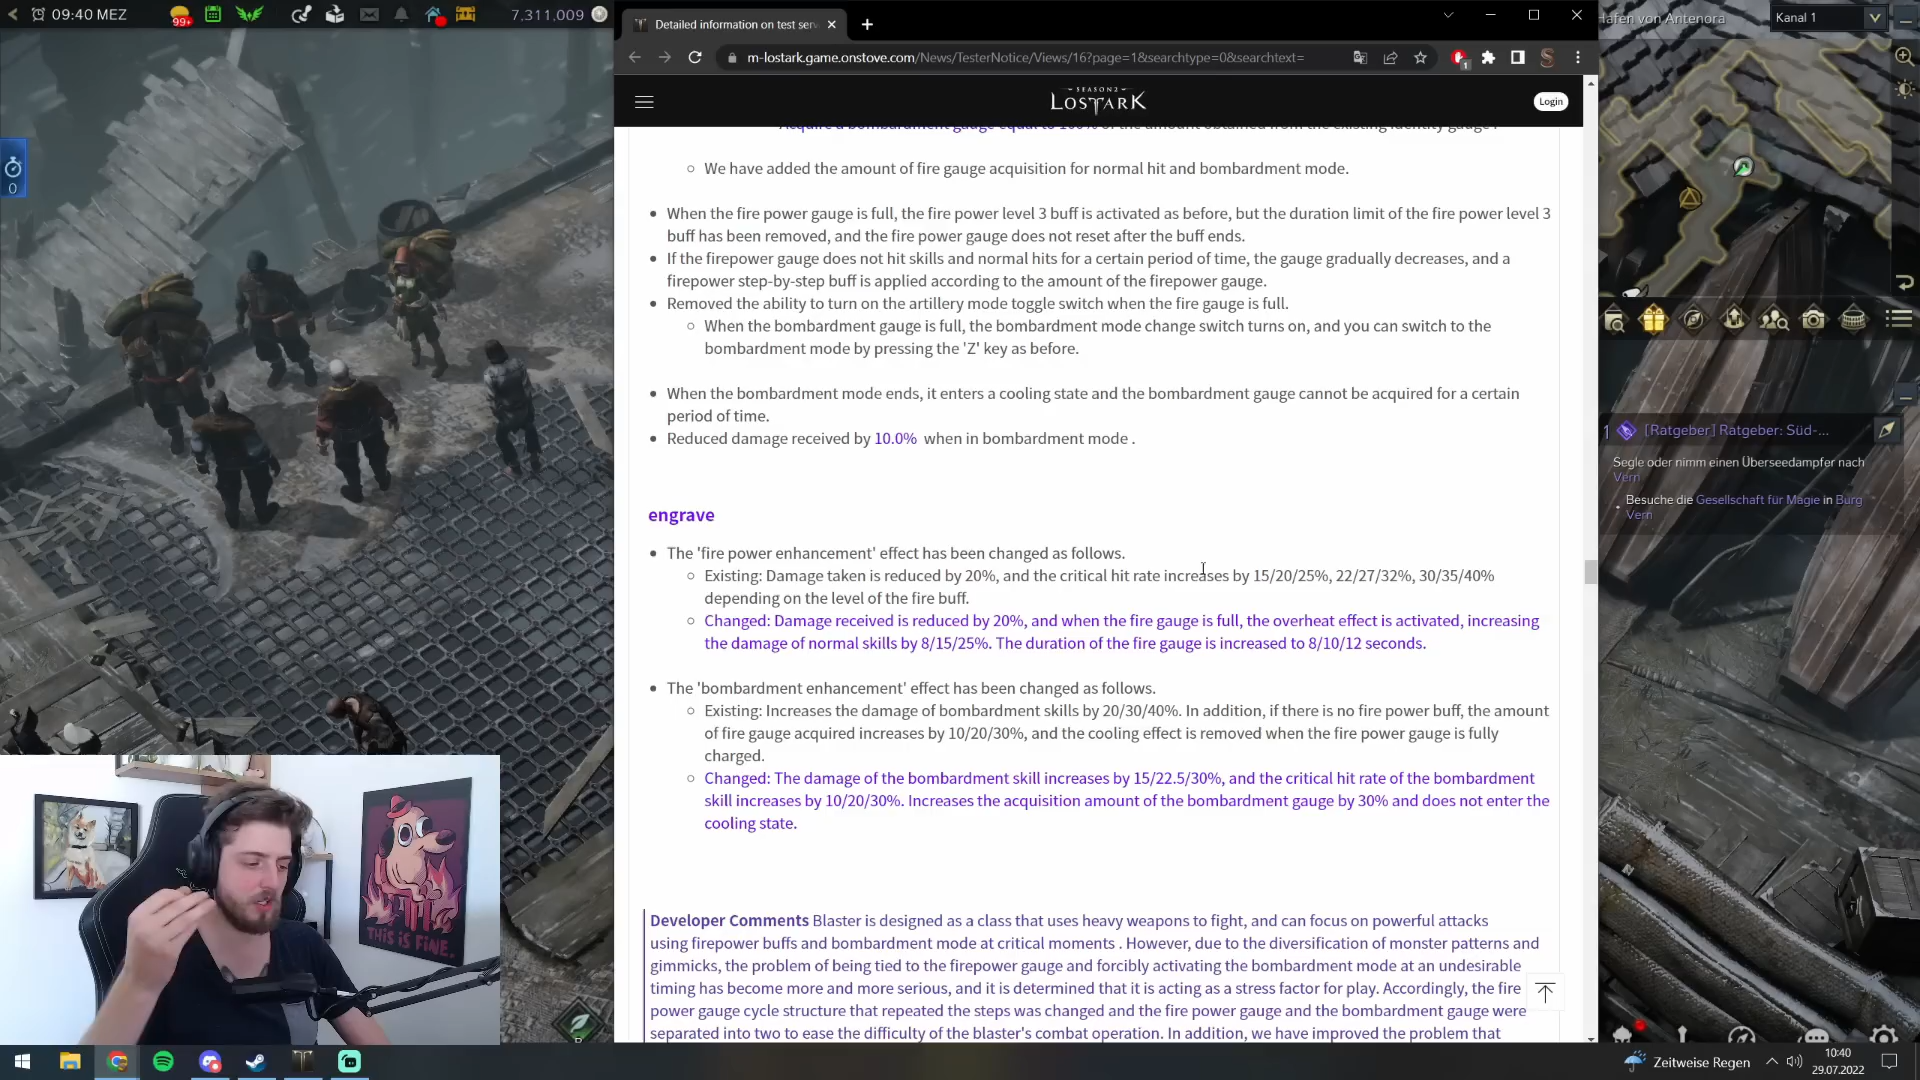 09:40 MEZ
99+
7,311,009
0
Detailed information on test serv
m-lostark.game.onstove.com/News/TesterNotice/Views/16?page=1&searchtype=0&searchtext=
1
SEASON2
LOSTARK
Login
Acquire a bombardment gauge equal to 100% of the amount obtained from the existing identity gauge .
We have added the amount of fire gauge acquisition for normal hit and bombardment mode.
When the fire power gauge is full, the fire power level 3 buff is activated as before, but the duration limit of the fire power level 3
buff has been removed, and the fire power gauge does not reset after the buff ends.
If the firepower gauge does not hit skills and normal hits for a certain period of time, the gauge gradually decreases, and a
firepower step-by-step buff is applied according to the amount of the firepower gauge.
Removed the ability to turn on the artillery mode toggle switch when the fire gauge is full.
When the bombardment gauge is full, the bombardment mode change switch turns on, and you can switch to the
bombardment mode by pressing the 'Z' key as before.
When the bombardment mode ends, it enters a cooling state and the bombardment gauge cannot be acquired for a certain
period of time.
Reduced damage received by 10.0% when in bombardment mode .
engrave
The 'fire power enhancement' effect has been changed as follows.
Existing: Damage taken is reduced by 20%, and the critical hit rate increases by 15/20/25%, 22/27/32%, 30/35/40%
depending on the level of the fire buff.
Changed: Damage received is reduced by 20%, and when the fire gauge is full, the overheat effect is activated, increasing
the damage of normal skills by 8/15/25%. The duration of the fire gauge is increased to 8/10/12 seconds.
The 'bombardment enhancement' effect has been changed as follows.
Existing: Increases the damage of bombardment skills by 20/30/40%. In addition, if there is no fire power buff, the amount
of fire gauge acquired increases by 10/20/30%, and the cooling effect is removed when the fire power gauge is fully
charged.
Changed: The damage of the bombardment skill increases by 15/22.5/30%, and the critical hit rate of the bombardment
skill increases by 10/20/30%. Increases the acquisition amount of the bombardment gauge by 30% and does not enter the
cooling state.
Developer Comments Blaster is designed as a class that uses heavy weapons to fight, and can focus on powerful attacks
using firepower buffs and bombardment mode at critical moments . However, due to the diversification of monster patterns and
gimmicks, the problem of being tied to the firepower gauge and forcibly activating the bombardment mode at an undesirable
timing has become more and more serious, and it is determined that it is acting as a stress factor for play. Accordingly, the fire
power gauge cycle structure that repeated the steps was changed and the fire power gauge and the bombardment gauge were
separated into two to ease the difficulty of the blaster's combat operation. In addition, we have improved the problem that
Hafen von Antenora
Kanal 1
1 [Ratgeber] Ratgeber: Süd-...
Segle oder nimm einen Überseedampfer nach
Vern
Besuche die Gesellschaft für Magie in Burg
Vern
THIS IS FINE.
Zeitweise Regen
10:40
29.07.2022